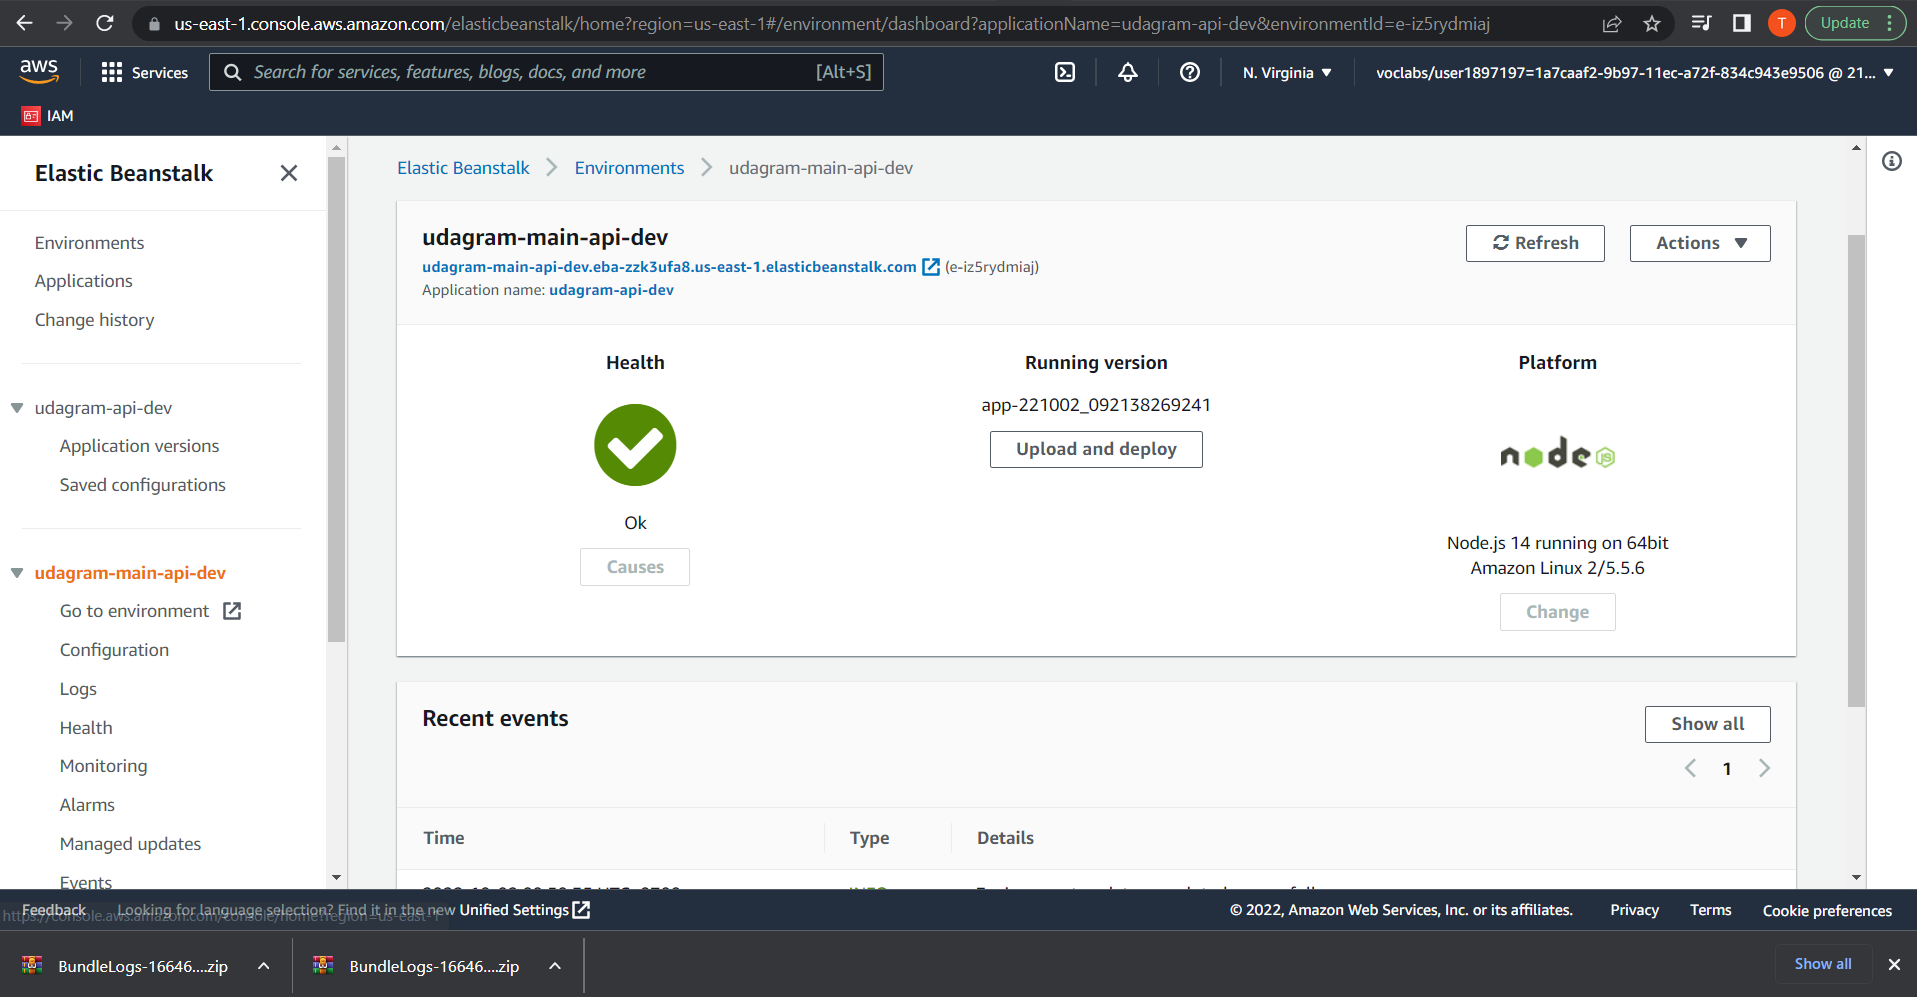 us-east-1.console.aws.amazon.com/elasticbeanstalk/home?region=us-east-1#/environment/dashboard?applicationName=udagram-api-dev&environmentId=e-iz5rydmiaj
T
Update
aws
Services
Search for services, features, blogs, docs, and more
[Alt+S]
N. Virginia
voclabs/user1897197=1a7caaf2-9b97-11ec-a72f-834c943e9506 @ 21...
IAM
Elastic Beanstalk
Environments
Applications
Change history
udagram-api-dev
Application versions
Saved configurations
udagram-main-api-dev
Go to environment
Configuration
Logs
Health
Monitoring
Alarms
Managed updates
Events
Elastic Beanstalk
Environments
udagram-main-api-dev
udagram-main-api-dev
udagram-main-api-dev.eba-zzk3ufa8.us-east-1.elasticbeanstalk.com (e-iz5rydmiaj)
Application name: udagram-api-dev
Refresh
Actions
Health
Ok
Causes
Running version
app-221002_092138269241
Upload and deploy
Platform
node JS
Node.js 14 running on 64bit
Amazon Linux 2/5.5.6
Change
Recent events
Show all
1
Time
Type
Details
Feedback
Looking for language selection? Find it in the new Unified Settings
https://console.aws.amazon.com/console/home?region=us-east-1
© 2022, Amazon Web Services, Inc. or its affiliates.
Privacy
Terms
Cookie preferences
BundleLogs-16646....zip
BundleLogs-16646....zip
Show all